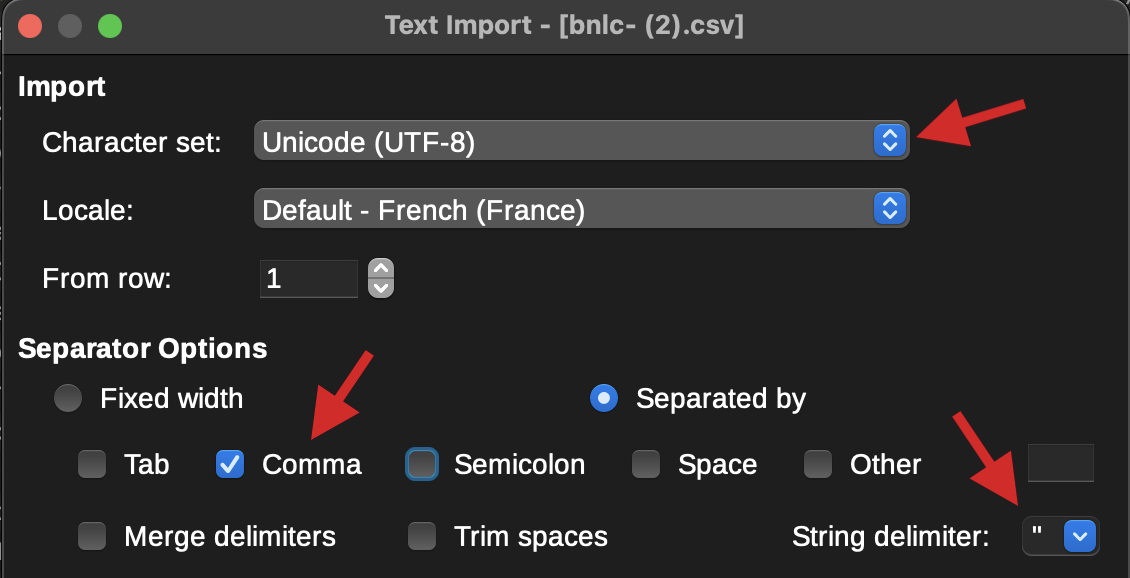 Text Import - [bnlc- (2).csv]
Import
Character set: Unicode (UTF-8)
Locale: Default - French (France)
From row: 1
Separator Options
Fixed width Separated by
Tab Comma Semicolon Space Other
Merge delimiters Trim spaces String delimiter: "